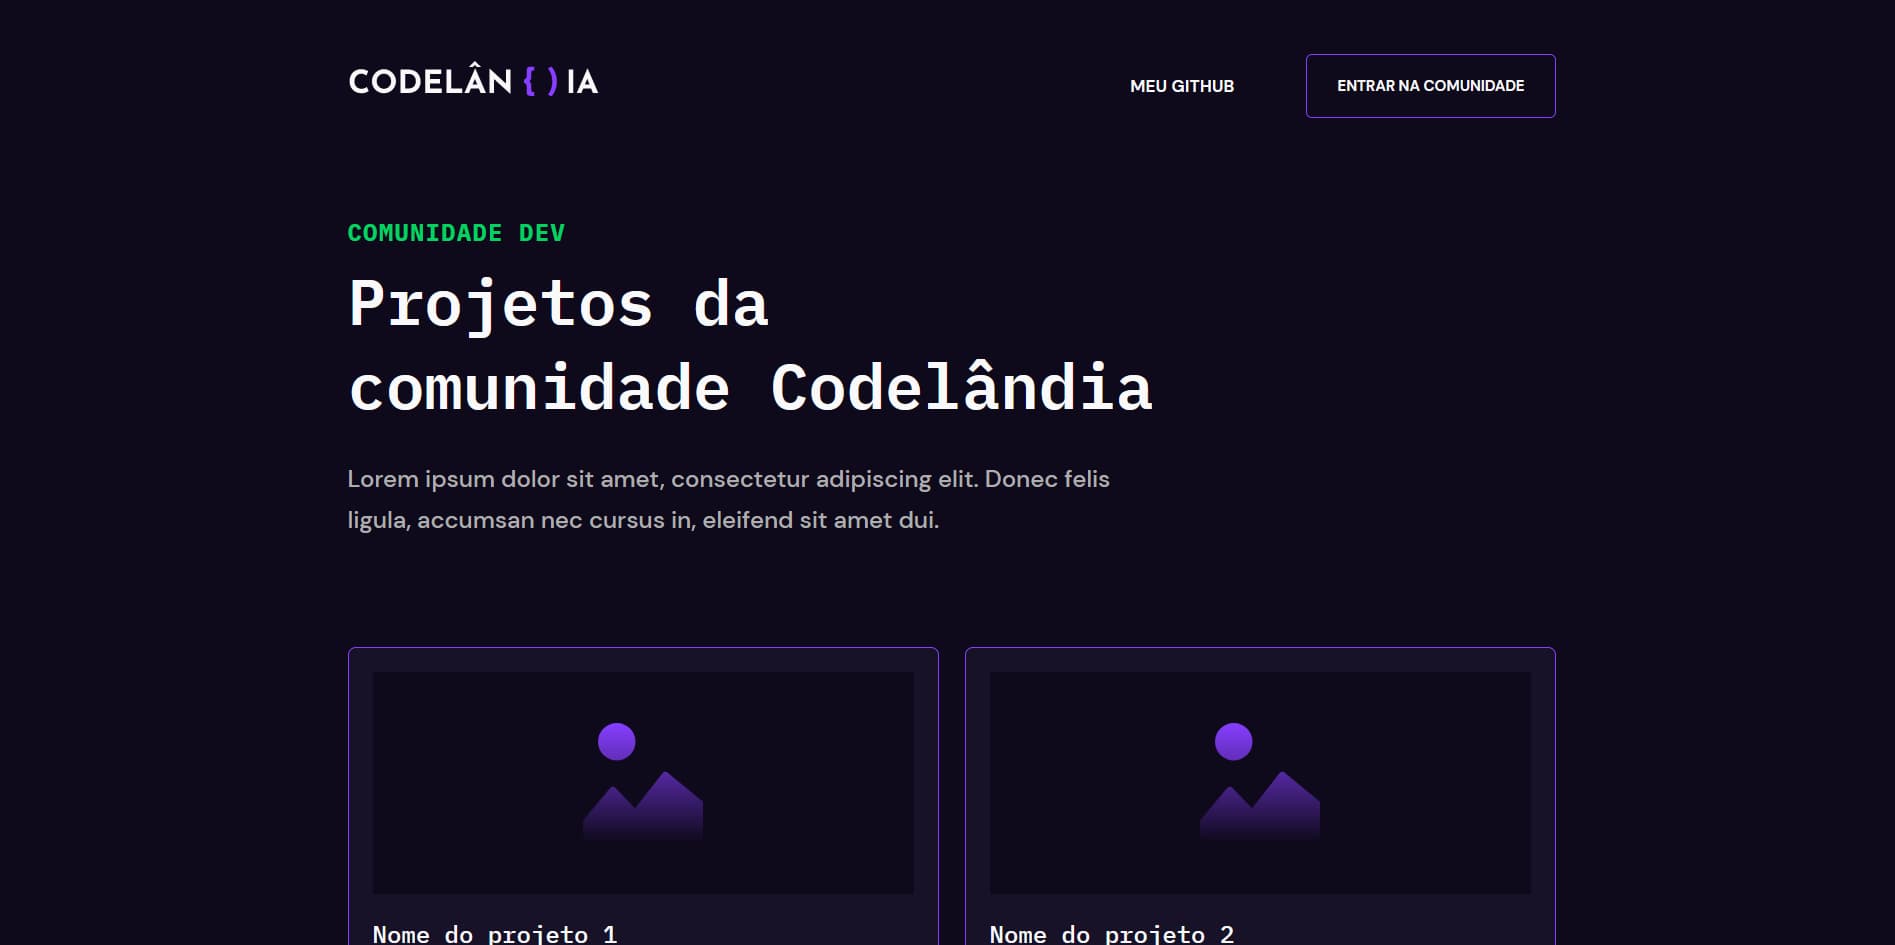 CODELÂN { ) IA
MEU GITHUB
ENTRAR NA COMUNIDADE
COMUNIDADE DEV
Projetos da
comunidade Codelândia
Lorem ipsum dolor sit amet, consectetur adipiscing elit. Donec felis
ligula, accumsan nec cursus in, eleifend sit amet dui.
Nome do projeto 1
Nome do projeto 2